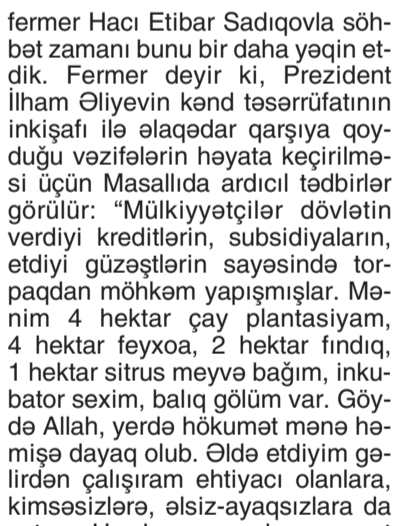 fermer Hacı Etibar Sadıqovla söh-
bət zamanı bunu bir daha yəqin et-
dik. Fermer deyir ki, Prezident
İlham Əliyevin kənd təsərrüfatının
inkişafı ilə əlaqədar qarşıya qoy-
duğu vəzifələrin həyata keçirilmə-
si üçün Masallıda ardıcıl tədbirlər
görülür: “Mülkiyyətçilər dövlətin
verdiyi kreditlərin, subsidiyaların,
etdiyi güzəştlərin sayəsində tor-
paqdan möhkəm yapışmışlar. Mə-
nim 4 hektar çay plantasiyam,
4 hektar feyxoa, 2 hektar fındıq,
1 hektar sitrus meyvə bağım, inku-
bator sexim, balıq gölüm var. Göy-
də Allah, yerdə hökumət mənə hə-
mişə dayaq olub. Əldə etdiyim gə-
lirdən çalışıram ehtiyacı olanlara,
kimsəsizlərə, əlsiz-ayaqsızlara da